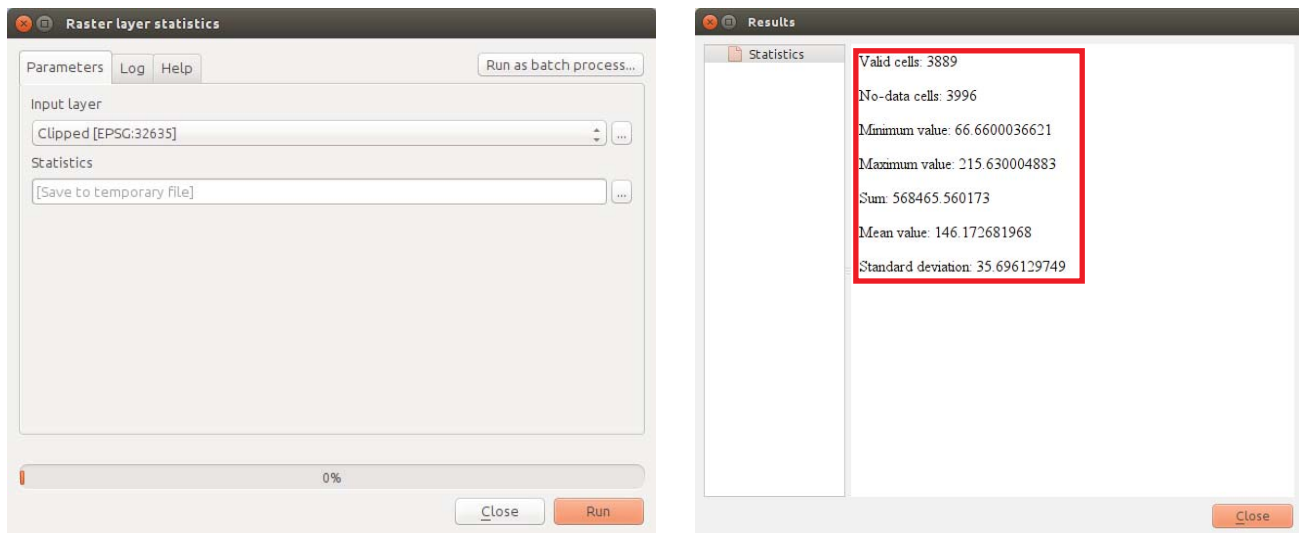 Raster layer statistics
Parameters
Log
Help
Run as batch process...
Input layer
Clipped [EPSG:32635]
...
Statistics
[Save to temporary file]
...
0%
Close
Run
Results
Statistics
Valid cells: 3889
No-data cells: 3996
Minimum value: 66.6600036621
Maximum value: 215.630004883
Sum: 568465.560173
Mean value: 146.172681968
Standard deviation: 35.696129749
Close